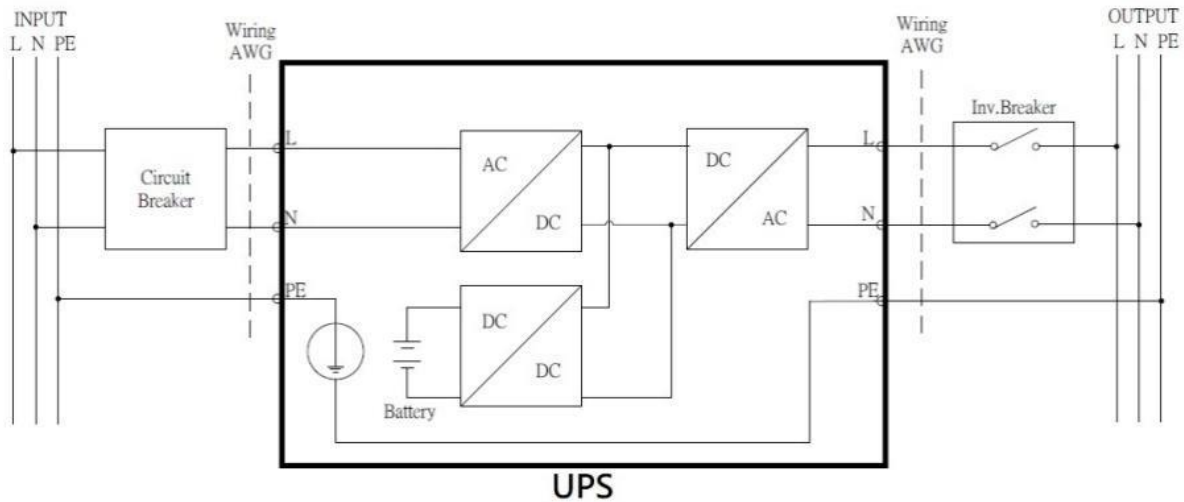 INPUT
L N PE
Wiring
AWG
Wiring
AWG
OUTPUT
L N PE
Inv.Breaker
Circuit
Breaker
L
N
PE
AC
DC
DC
AC
L
N
PE
DC
DC
Battery
UPS